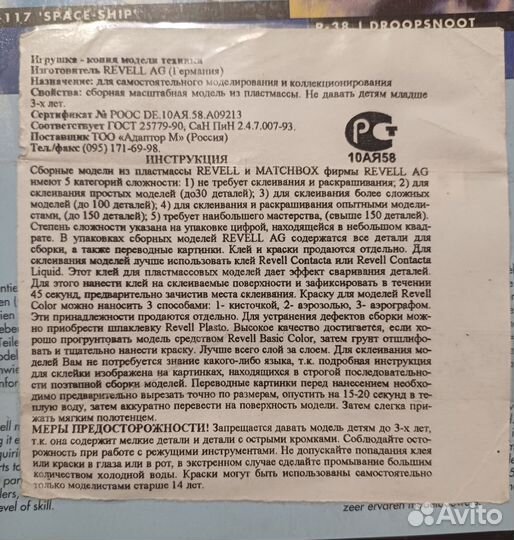 -117 'SPACE-SHIP'
P-38 J DROOPSNOOT
Игрушка - копия модели техники
Изготовитель REVELL AG (Германия)
Назначение: для самостоятельного моделирования и коллекционирования
Свойства: сборная масштабная модель из пластмассы. Не давать детям младше
3-х лет.
Сертификат № РООС DE.10АЯ.58.А09213
Соответствует ГОСТ 25779-90, СаН ПиН 2.4.7.007-93.
Поставщик ТОО «Адаптор М» (Россия)
Тел./факс (095) 171-69-98.
10АЯ58
ИНСТРУКЦИЯ
Сборные модели из пластмассы REVELL и MATCHBOX фирмы REVELL AG
имеют 5 категорий сложности: 1) не требует склеивания и раскрашивания; 2) для
склеивания простых моделей (до30 деталей); 3) для склеивания более сложных
моделей (до 100 деталей); 4) для склеивания и раскрашивания опытными модели-
стами, (до 150 деталей); 5) требует наибольшего мастерства, (свыше 150 деталей).
Степень сложности указана на упаковке цифрой, находящейся в небольшом квад-
рате. В упаковках сборных моделей REVELL AG содержатся все детали для
сборки, а также переводные картинки. Клей и краски продаются отдельно. Для
склеивания моделей лучше использовать клей Revell Contacta или Revell Contacta
Liquid. Этот клей для пластмассовых моделей дает эффект сваривания деталей.
Для этого нанести клей на склеиваемые поверхности и зафиксировать в течении
45 секунд, предварительно зачистив места склеивания. Краску для моделей Revell
Color можно наносить 3 способами: 1- кисточкой, 2- аэрозолью, 3- аэрографом.
Эти принадлежности продаются отдельно. Для устранения дефектов сборки мож-
но приобрести шпаклевку Revell Plasto. Высокое качество достигается, если хо-
рошо прогрунтовать модель средством Revell Basic Color, затем грунт отшлифо-
вать и тщательно нанести краску. Лучше всего слой за слоем. Для склеивания мо-
делей Вам не потребуется знание какого-либо языка, т.к. подробная инструкция
для склейки изображена на картинках, находящихся в строгой последовательно-
сти поэтапной сборки моделей. Переводные картинки перед нанесением необхо-
димо предварительно вырезать точно по размерам, опустить на 15-20 секунд в те-
плую воду, затем аккуратно перевести на поверхность модели. Затем слегка при-
жать мягким полотенцем.
МЕРЫ ПРЕДОСТОРОЖНОСТИ! Запрещается давать модель детям до 3-х лет,
т.к. она содержит мелкие детали и детали с острыми кромками. Соблюдайте осто-
рожность при работе с режущими инструментами. Не допускайте попадания клея
или краски в глаза или в рот, в экстренном случае сделайте промывание большим
количеством холодной воды. Краски могут быть использованы самостоятельно
только моделистами старше 14 лет.
level of skill.
zeer ervaren modelbouwers.
Avito